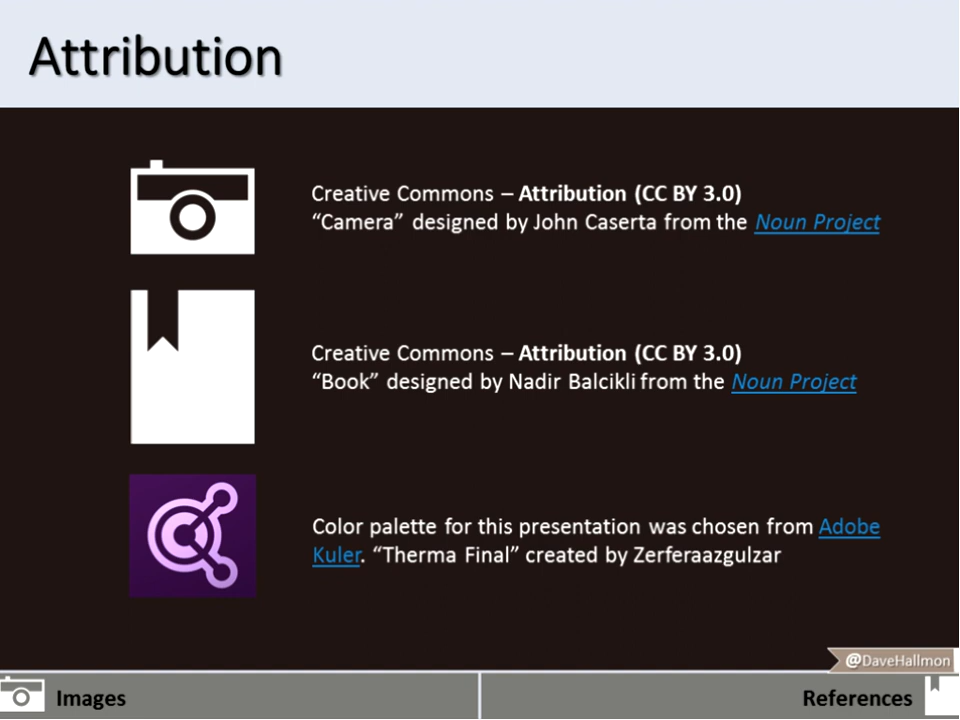 Attribution
Creative Commons – Attribution (CC BY 3.0)
“Camera” designed by John Caserta from the Noun Project
Creative Commons – Attribution (CC BY 3.0)
“Book” designed by Nadir Balcikli from the Noun Project
Color palette for this presentation was chosen from Adobe
Kuler. “Therma Final” created by Zerferaazgulzar
@DaveHallmon
Images
References